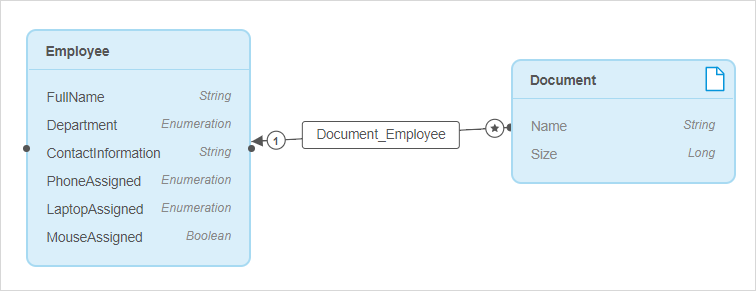 Employee
FullName String
Department Enumeration
ContactInformation String
PhoneAssigned Enumeration
LaptopAssigned Enumeration
MouseAssigned Boolean
1
Document_Employee
Document
Name String
Size Long